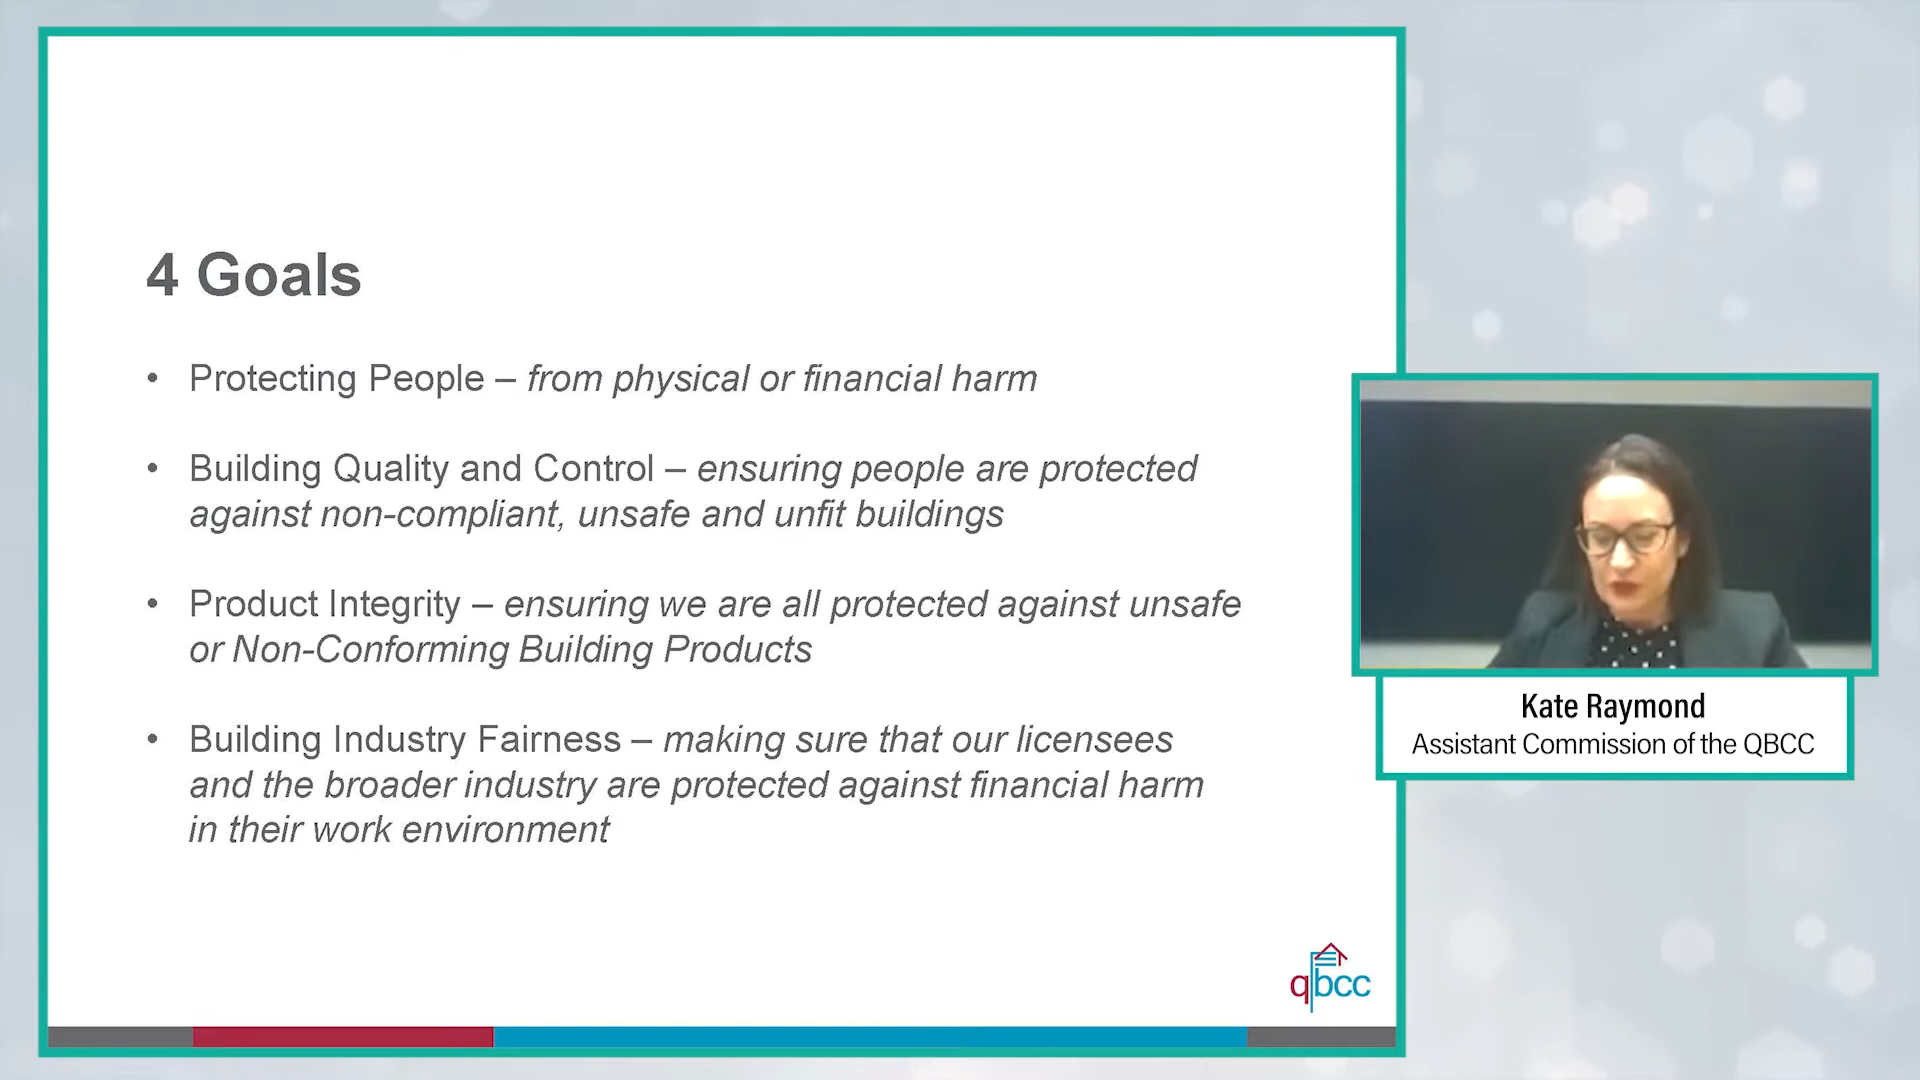 4 Goals
• Protecting People – from physical or financial harm
• Building Quality and Control – ensuring people are protected
against non-compliant, unsafe and unfit buildings
• Product Integrity – ensuring we are all protected against unsafe
or Non-Conforming Building Products
• Building Industry Fairness – making sure that our licensees
and the broader industry are protected against financial harm
in their work environment
qbcc
Kate Raymond
Assistant Commission of the QBCC